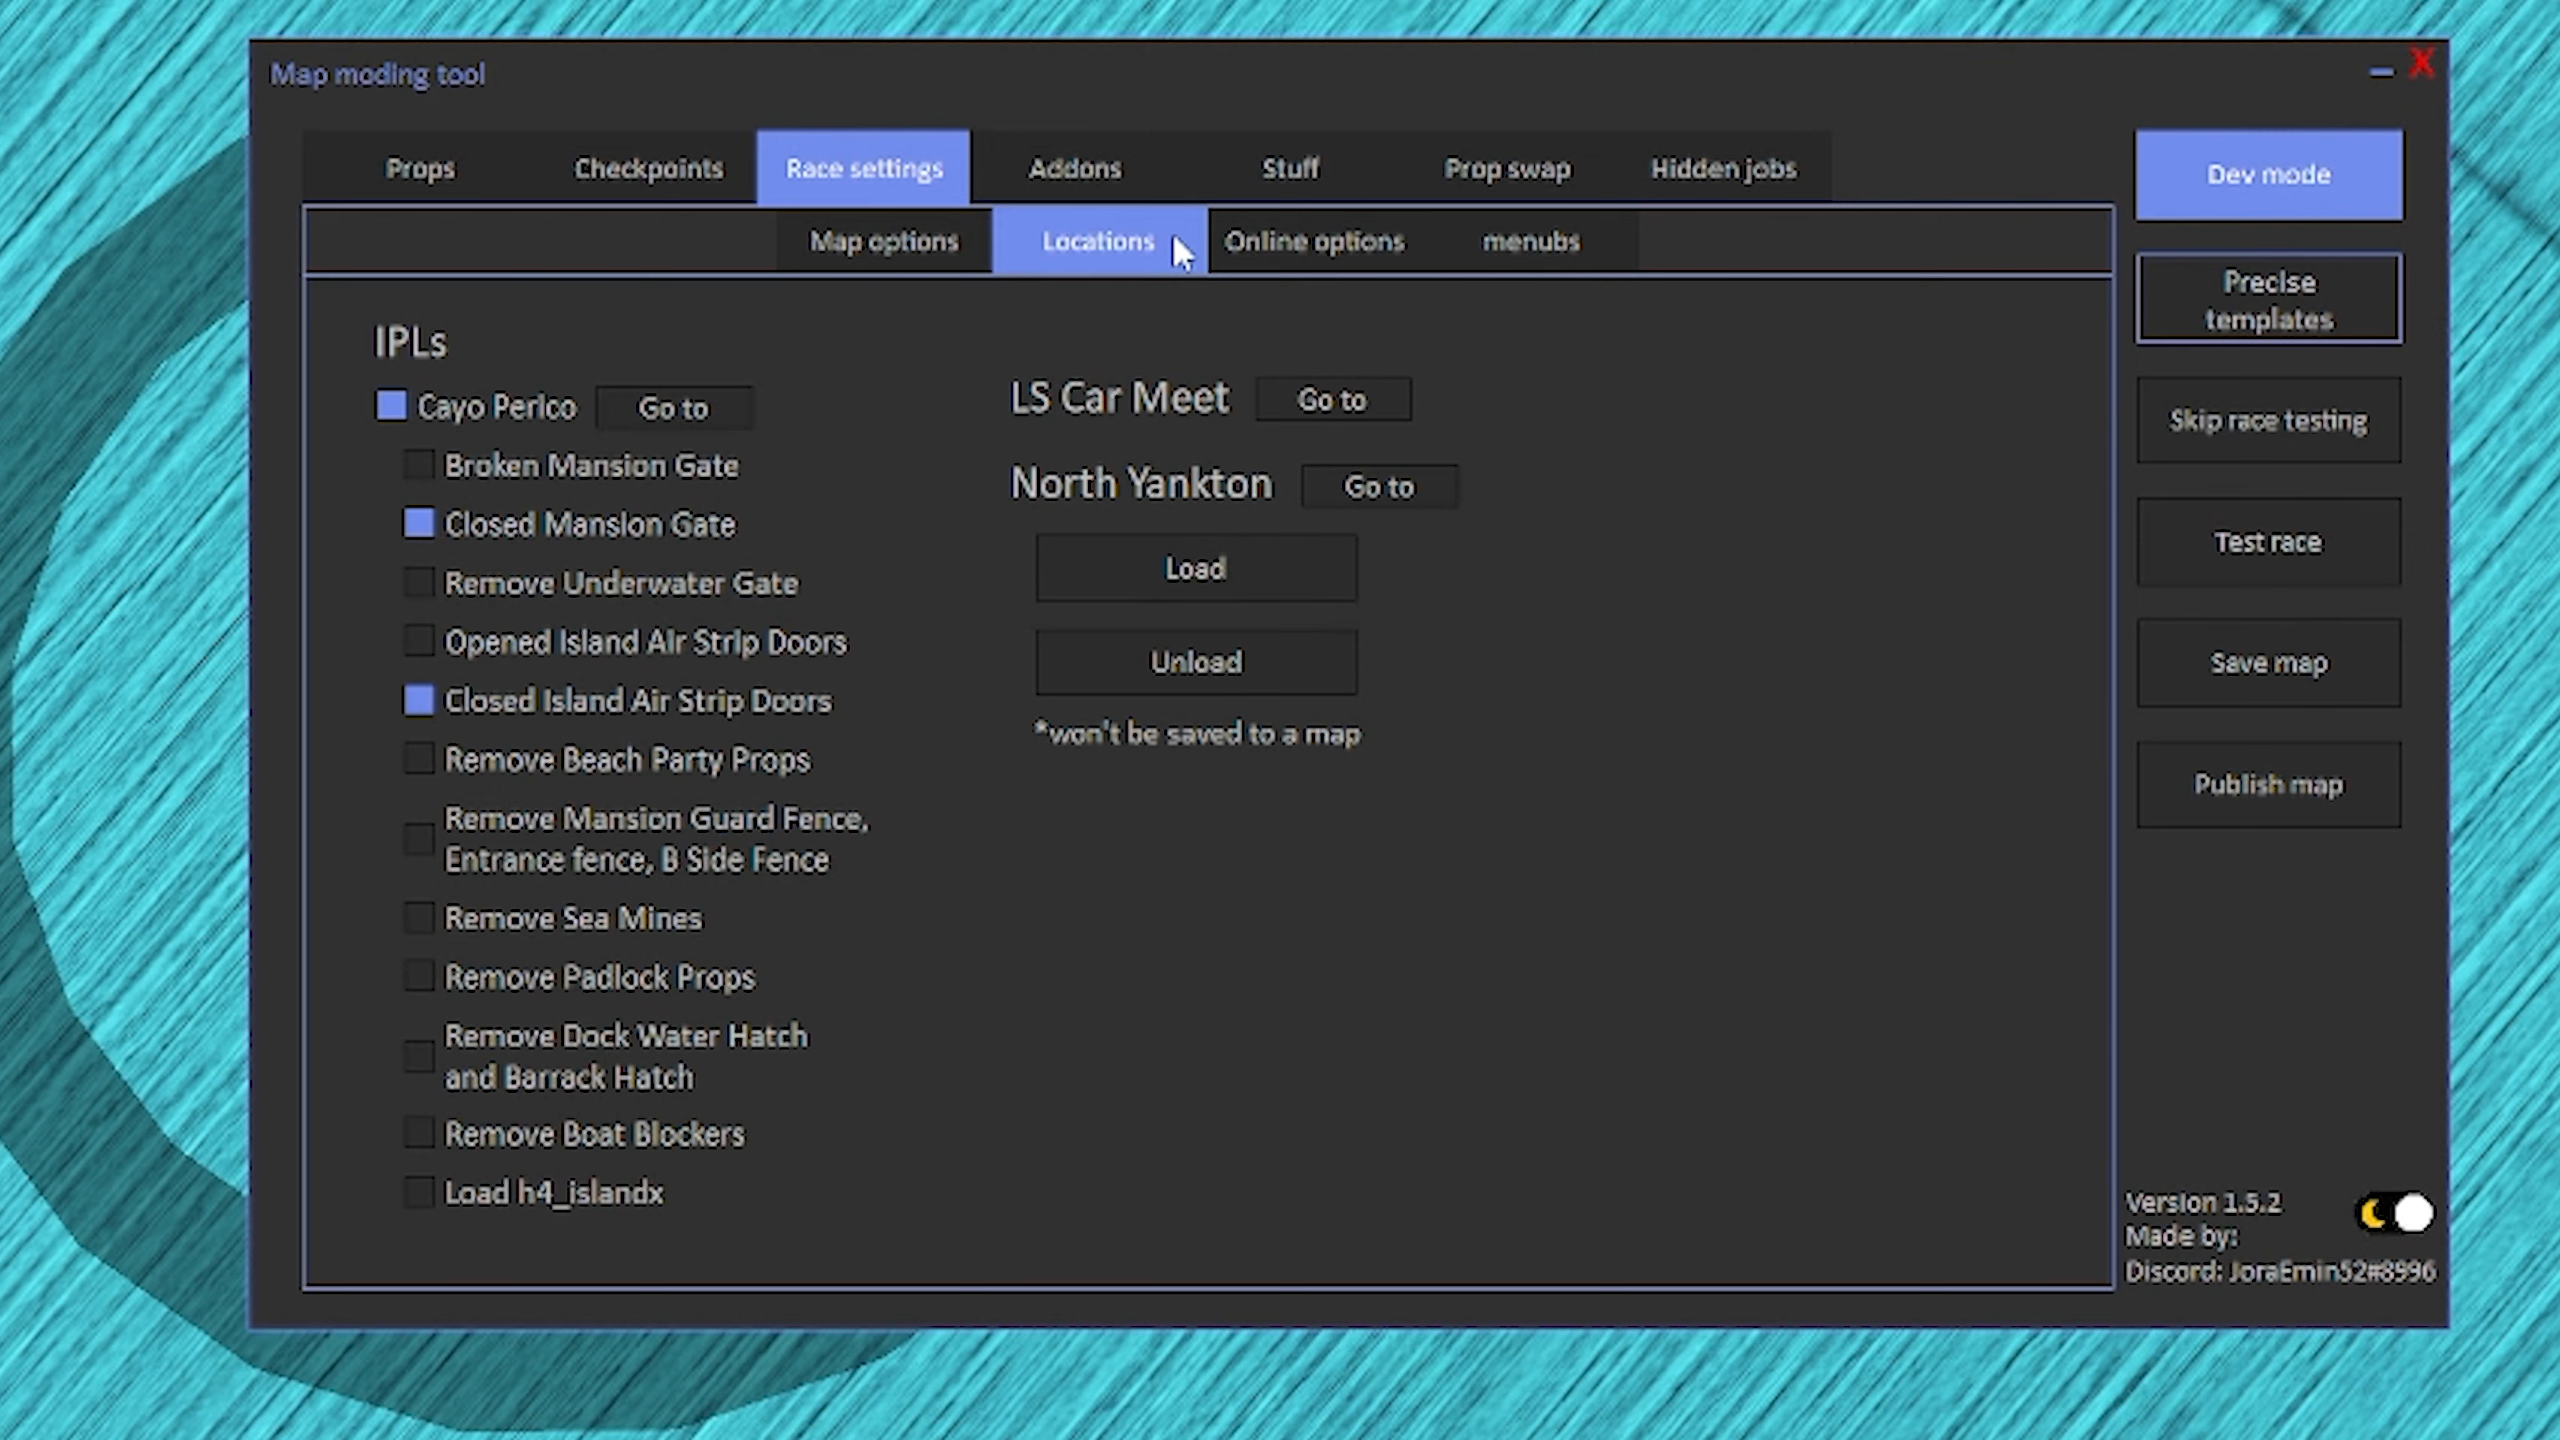 Map moding tool
X
Props
Checkpoints
Race settings
Addons
Stuff
Prop swap
Hidden jobs
Map options
Locations
Online options
menubs
IPLs
Cayo Perico
Go to
Broken Mansion Gate
Closed Mansion Gate
Remove Underwater Gate
Opened Island Air Strip Doors
Closed Island Air Strip Doors
Remove Beach Party Props
Remove Mansion Guard Fence,
Entrance fence, B Side Fence
Remove Sea Mines
Remove Padlock Props
Remove Dock Water Hatch
and Barrack Hatch
Remove Boat Blockers
Load h4_islandx
LS Car Meet
Go to
North Yankton
Go to
Load
Unload
*won't be saved to a map
Dev mode
Precise
templates
Skip race testing
Test race
Save map
Publish map
Version 1.5.2
Made by:
Discord: JoraEmin52#8996